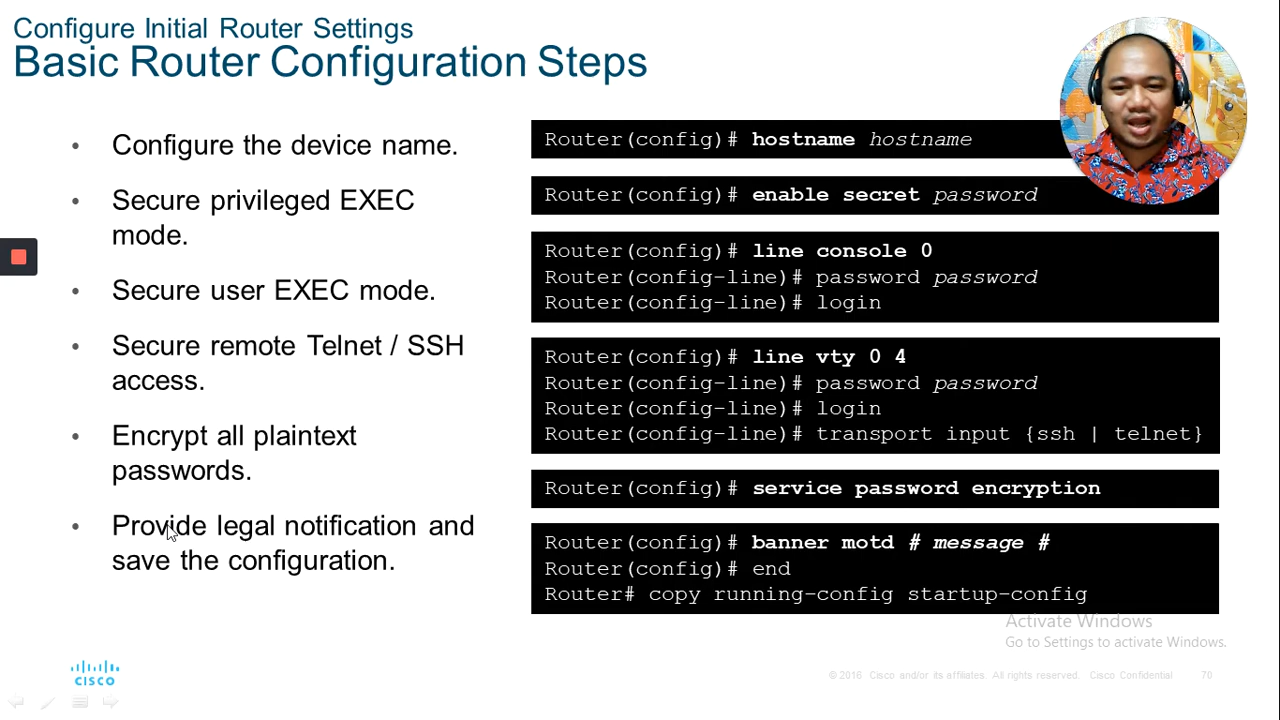 Configure Initial Router Settings
Basic Router Configuration Steps
• Configure the device name.
• Secure privileged EXEC
mode.
• Secure user EXEC mode.
• Secure remote Telnet / SSH
access.
• Encrypt all plaintext
passwords.
• Provide legal notification and
save the configuration.
Router(config)# hostname hostname
Router(config)# enable secret password
Router(config)# line console 0
Router(config-line)# password password
Router(config-line)# login
Router(config)# line vty 0 4
Router(config-line)# password password
Router(config-line)# login
Router(config-line)# transport input {ssh | telnet}
Router(config)# service password encryption
Router(config)# banner motd # message #
Router(config)# end
Router# copy running-config startup-config
Activate Windows
Go to Settings to activate Windows.
CISCO
© 2016 Cisco and/or its affiliates. All rights reserved. Cisco Confidential 70